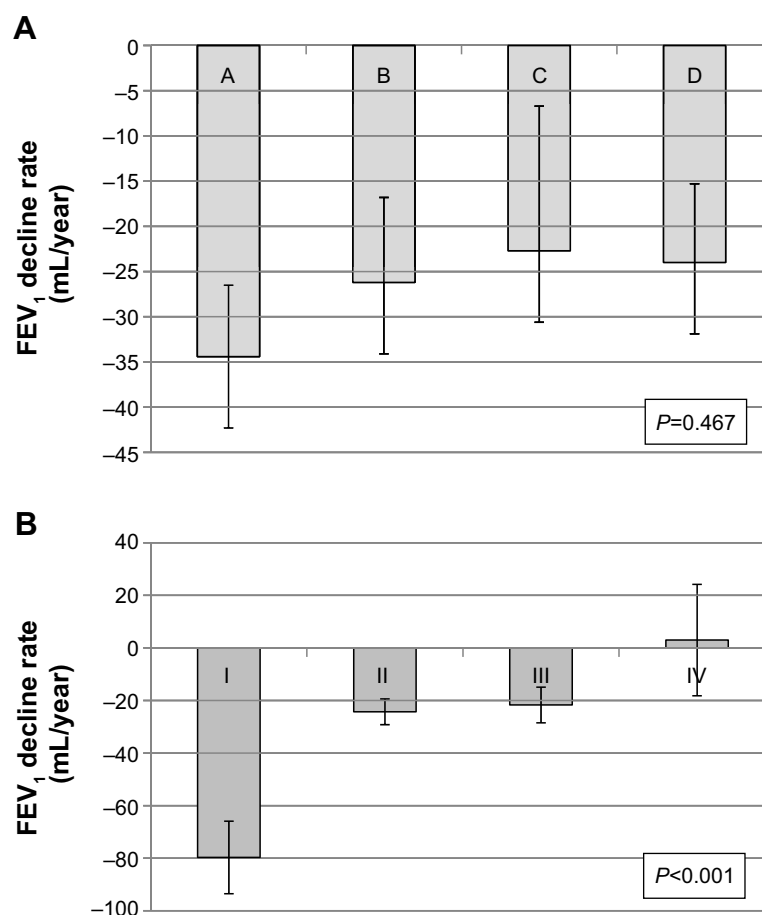 A
0
–5
–10
–15
–20
–25
–30
–35
–40
–45
FEV₁ decline rate
(mL/year)
A B C D
P=0.467
B
40
20
0
–20
–40
–60
–80
–100
FEV₁ decline rate
(mL/year)
I II III IV
P<0.001